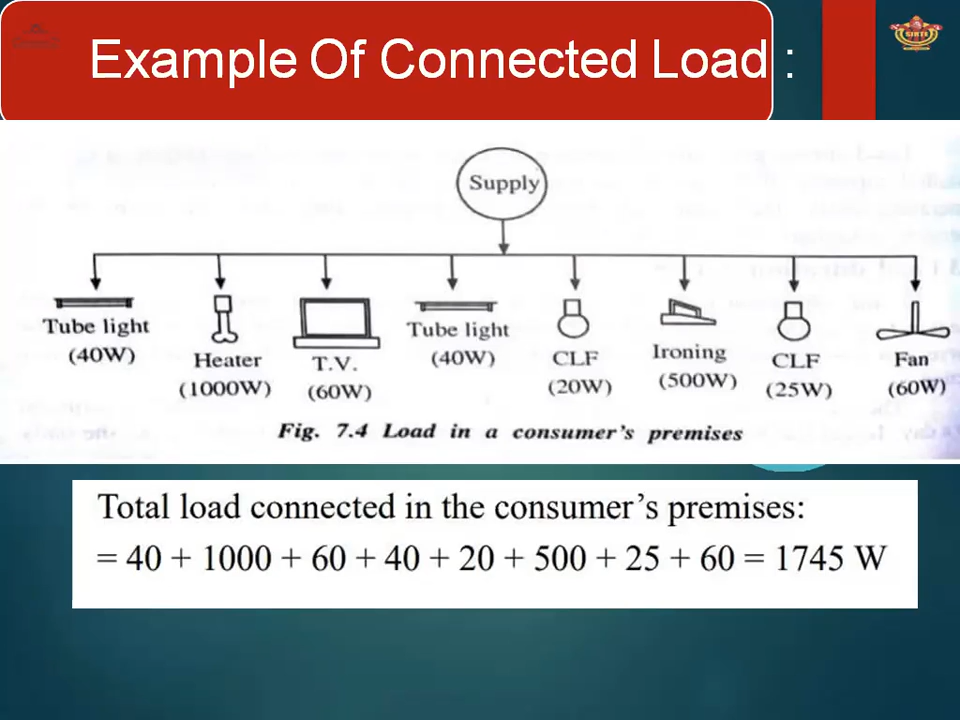 Example Of Connected Load :
SIRTE
Supply
Tube light
(40W)
Heater
(1000W)
T.V.
(60W)
Tube light
(40W)
CLF
(20W)
Ironing
(500W)
CLF
(25W)
Fan
(60W)
Fig. 7.4 Load in a consumer's premises
Total load connected in the consumer's premises:
= 40 + 1000 + 60 + 40 + 20 + 500 + 25 + 60 = 1745 W